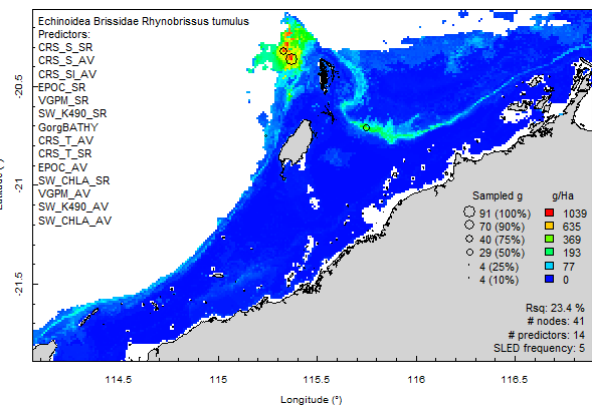 Echinoidea Brissidae Rhynobrissus tumulus
Predictors:
CRS_S_SR
CRS_S_AV
CRS_SI_AV
EPOC_SR
VGPM_SR
SW_K490_SR
GorgBATHY
CRS_T_AV
CRS_T_SR
EPOC_AV
SW_CHLA_SR
VGPM_AV
SW_K490_AV
SW_CHLA_AV
-20.5
-21
-21.5
Sampled g g/Ha
91 (100%) 1039
70 (90%) 635
40 (75%) 369
29 (50%) 193
4 (25%) 77
4 (10%) 0
Rsq: 23.4 %
# nodes: 41
# predictors: 14
SLED frequency: 5
114.5 115 115.5 116 116.5
Longitude (°)